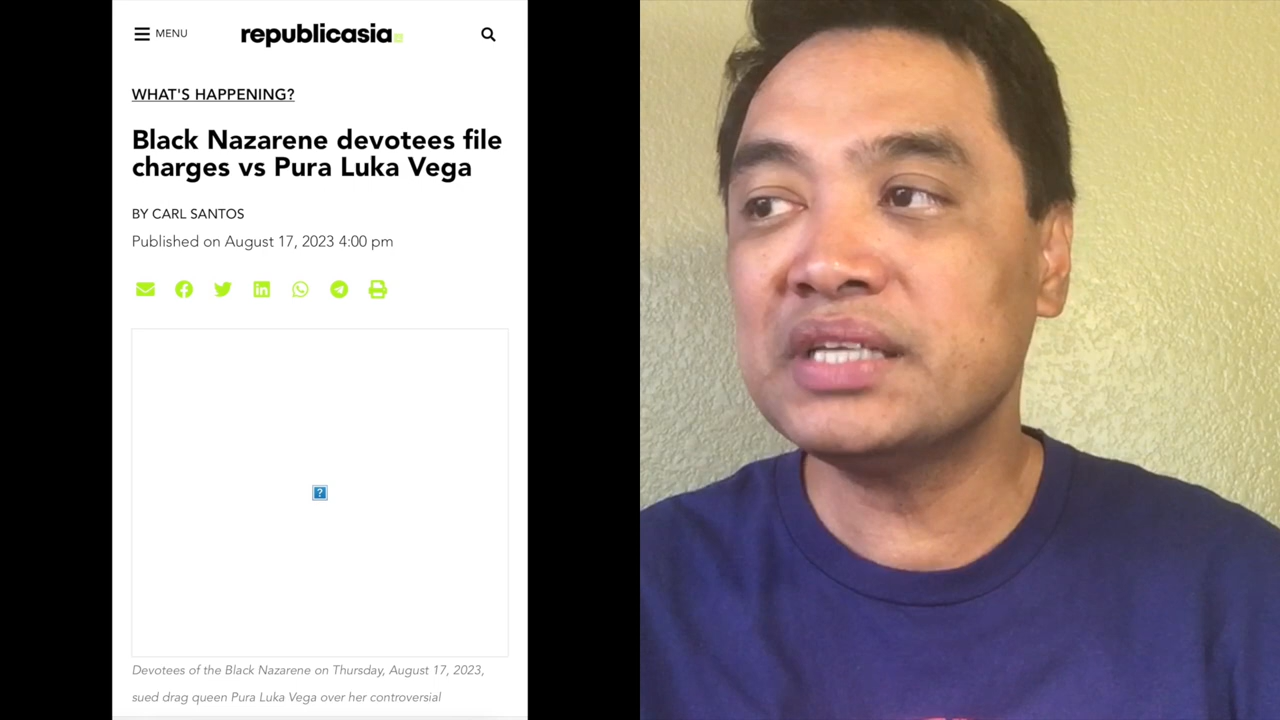 MENU
republicasia
WHAT'S HAPPENING?
Black Nazarene devotees file
charges vs Pura Luka Vega
BY CARL SANTOS
Published on August 17, 2023 4:00 pm
?
Devotees of the Black Nazarene on Thursday, August 17, 2023,
sued drag queen Pura Luka Vega over her controversial